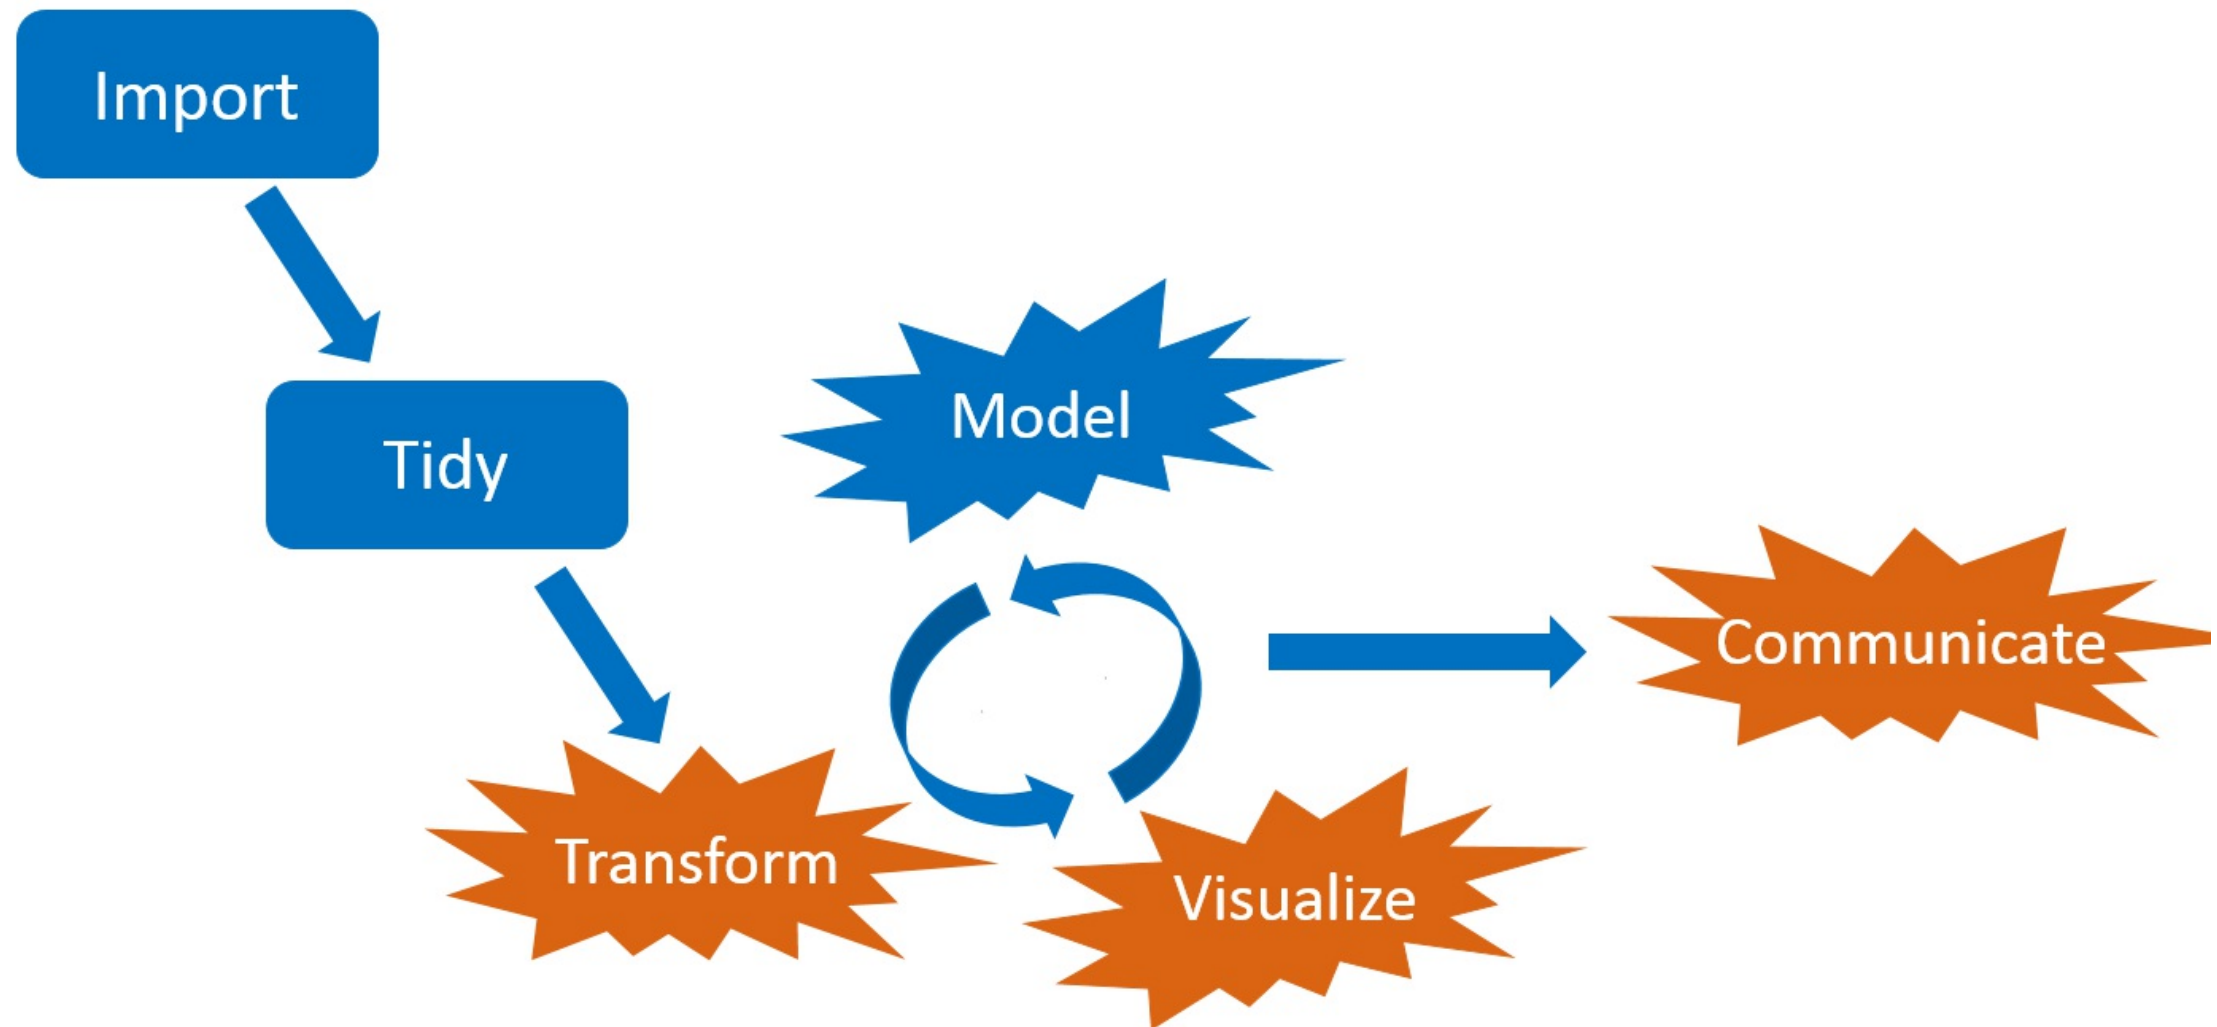 Import
Tidy
Model
Communicate
Transform
Visualize